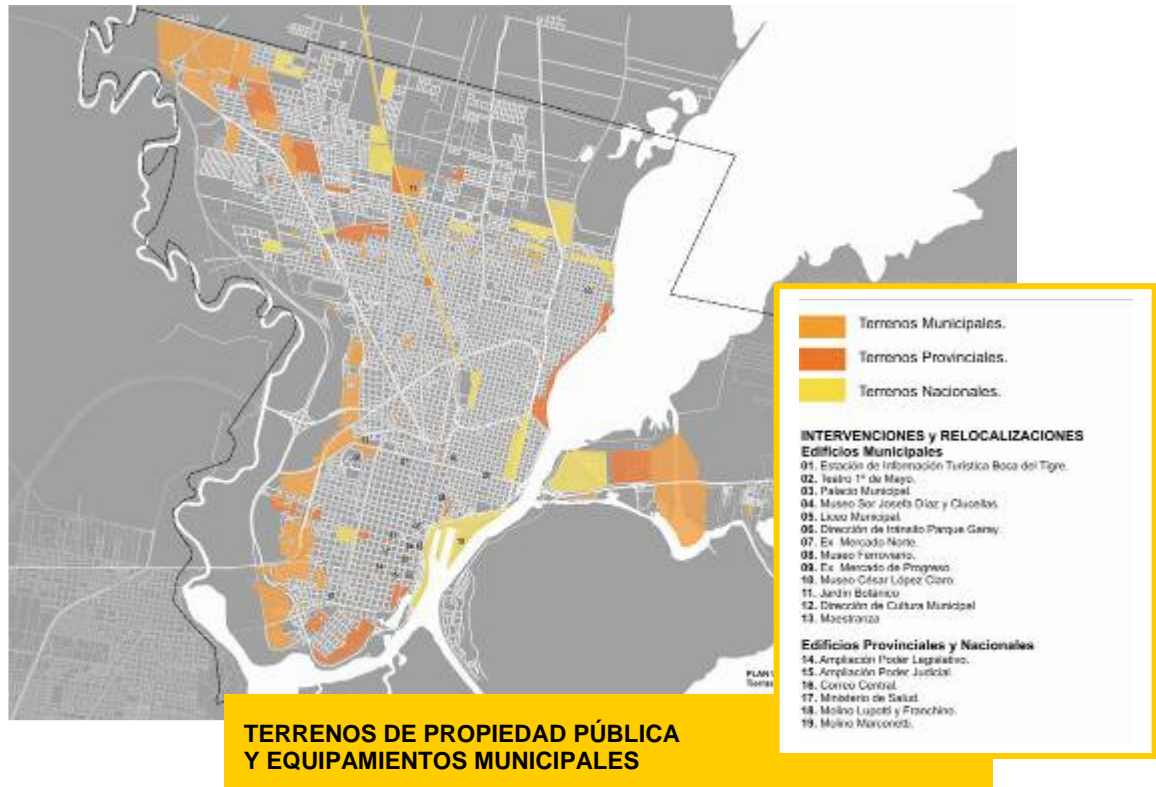 Terrenos Municipales.
Terrenos Provinciales.
Terrenos Nacionales.
INTERVENCIONES y RELOCALIZACIONES
Edificios Municipales
01. Estación de Información Turística Boca del Tigre.
02. Teatro 1º de Mayo.
03. Palacio Municipal.
04. Museo Sor Josefa Díaz y Clucellas.
05. Liceo Municipal.
06. Dirección de tránsito Parque Garay.
07. Ex Mercado Norte.
08. Museo Ferroviario.
09. Ex Mercado de Progreso.
10. Museo César López Claro.
11. Jardín Botánico
12. Dirección de Cultura Municipal
13. Maestranza
Edificios Provinciales y Nacionales
14. Ampliación Poder Legislativo.
15. Ampliación Poder Judicial.
16. Correo Central.
17. Ministerio de Salud.
18. Molino Lupotti y Franchino.
19. Molino Marconetti.
PLAN
TERRENOS DE PROPIEDAD PÚBLICA
Y EQUIPAMIENTOS MUNICIPALES